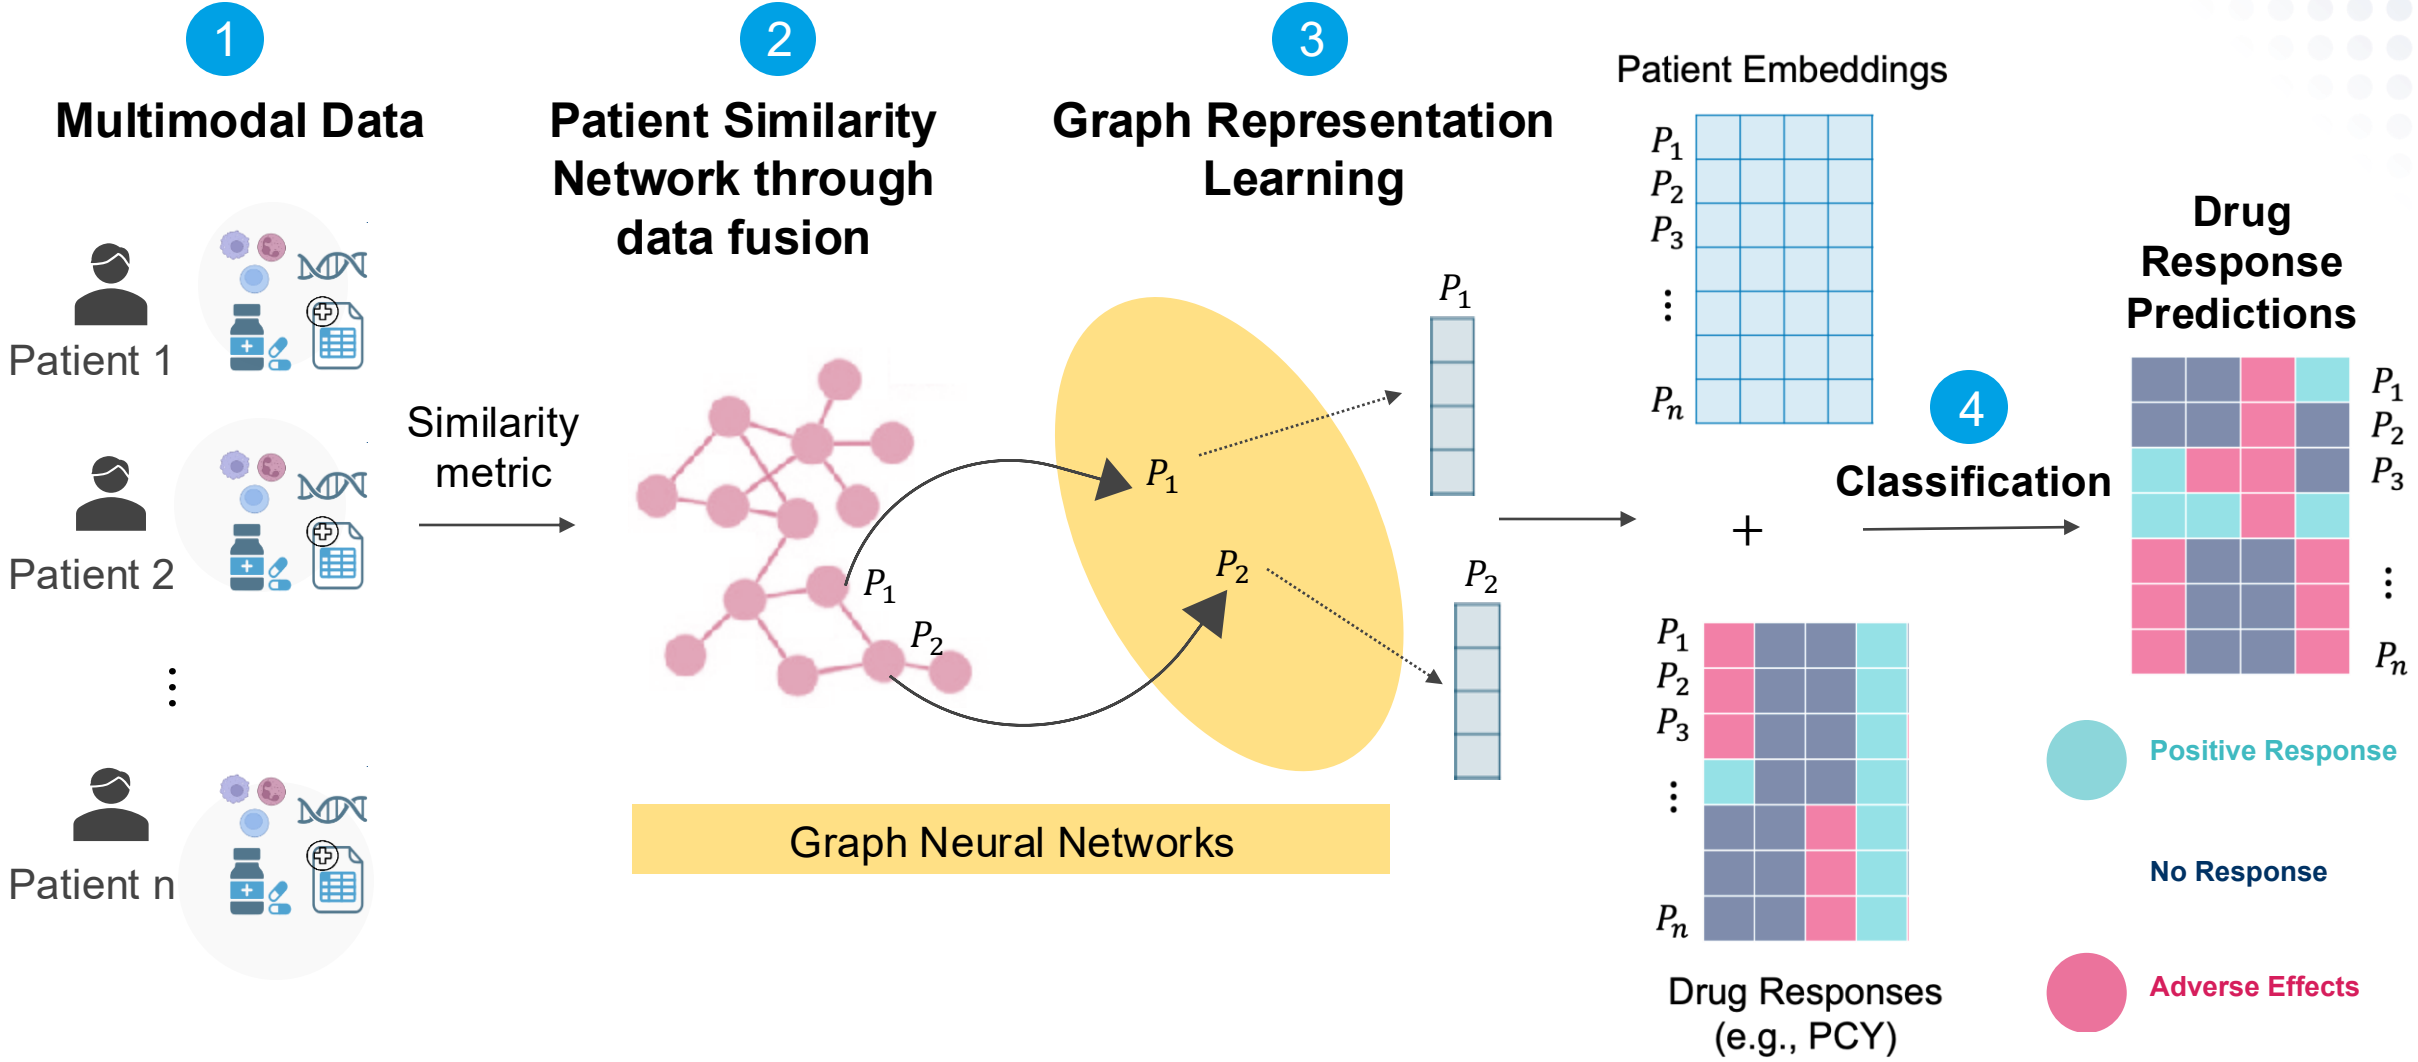 1
Multimodal Data
Patient 1
Patient 2
⋮
Patient n
Similarity
metric
2
Patient Similarity
Network through
data fusion
P₁
P₂
3
Graph Representation
Learning
P₁
P₂
P₁
P₂
Graph Neural Networks
Patient Embeddings
P₁
P₂
P₃
⋮
Pₙ
+
P₁
P₂
P₃
⋮
Pₙ
Drug Responses
(e.g., PCY)
4
Classification
Drug
Response
Predictions
P₁
P₂
P₃
⋮
Pₙ
Positive Response
No Response
Adverse Effects